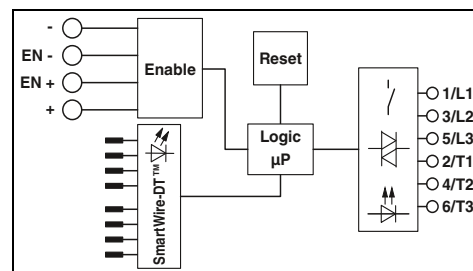 -
EN -
EN +
+
Enable
Reset
Logic
µP
SmartWire-DT™
1/L1
3/L2
5/L3
2/T1
4/T2
6/T3